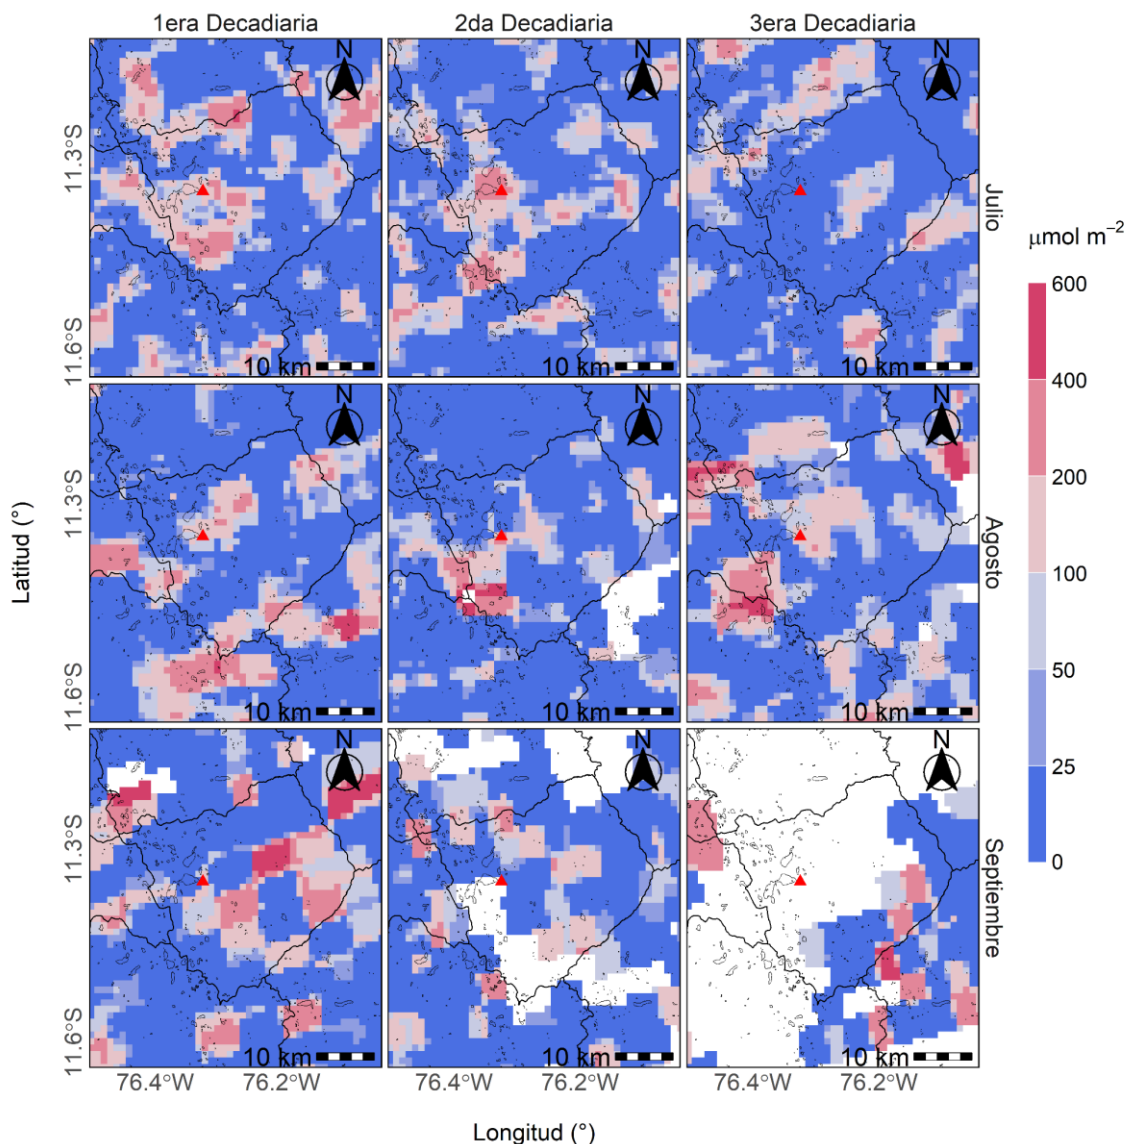 1era Decadiaria 2da Decadiaria 3era Decadiaria
N N N
11.3°S
Julio
μmol m⁻²
11.6°S
10 km 10 km 10 km
600
400
200
100
50
25
0
N N N
11.3°S
Agosto
Latitud (°)
11.6°S
10 km 10 km 10 km
N N N
11.3°S
Septiembre
11.6°S
10 km 10 km 10 km
76.4°W 76.2°W 76.4°W 76.2°W 76.4°W 76.2°W
Longitud (°)